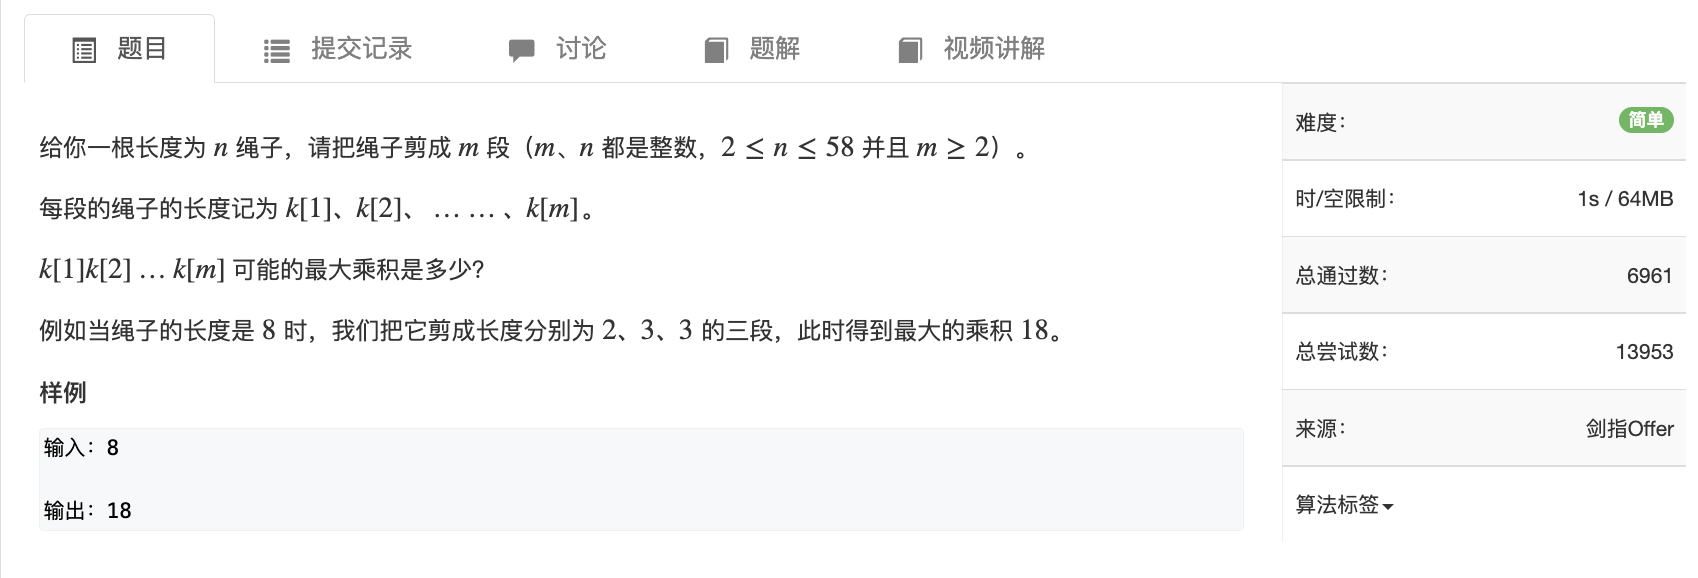 题目 提交记录 讨论 题解 视频讲解
给你一根长度为 n 绳子，请把绳子剪成 m 段（m、n 都是整数，2 ≤ n ≤ 58 并且 m ≥ 2）。
每段的绳子的长度记为 k[1]、k[2]、……、k[m]。
k[1]k[2]…k[m] 可能的最大乘积是多少?
例如当绳子的长度是 8 时，我们把它剪成长度分别为 2、3、3 的三段，此时得到最大的乘积 18。
样例
输入：8
输出：18
难度： 简单
时/空限制： 1s / 64MB
总通过数： 6961
总尝试数： 13953
来源： 剑指Offer
算法标签